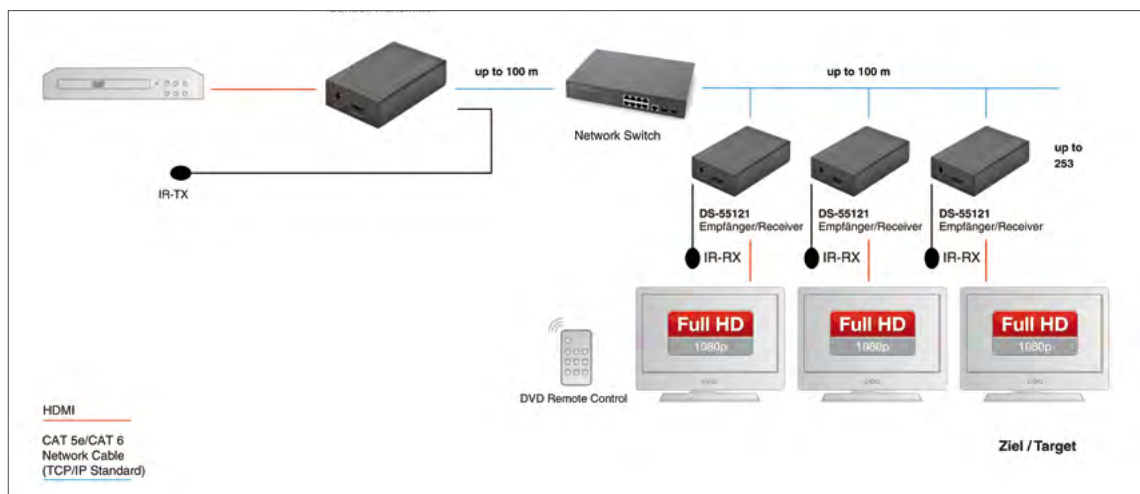 up to 100 m
up to 100 m
Network Switch
up to
253
IR-TX
DS-55121
Empfänger/Receiver
DS-55121
Empfänger/Receiver
DS-55121
Empfänger/Receiver
IR-RX
IR-RX
IR-RX
Full HD
1080p
Full HD
1080p
Full HD
1080p
DVD Remote Control
HDMI
CAT 5e/CAT 6
Network Cable
(TCP/IP Standard)
Ziel / Target